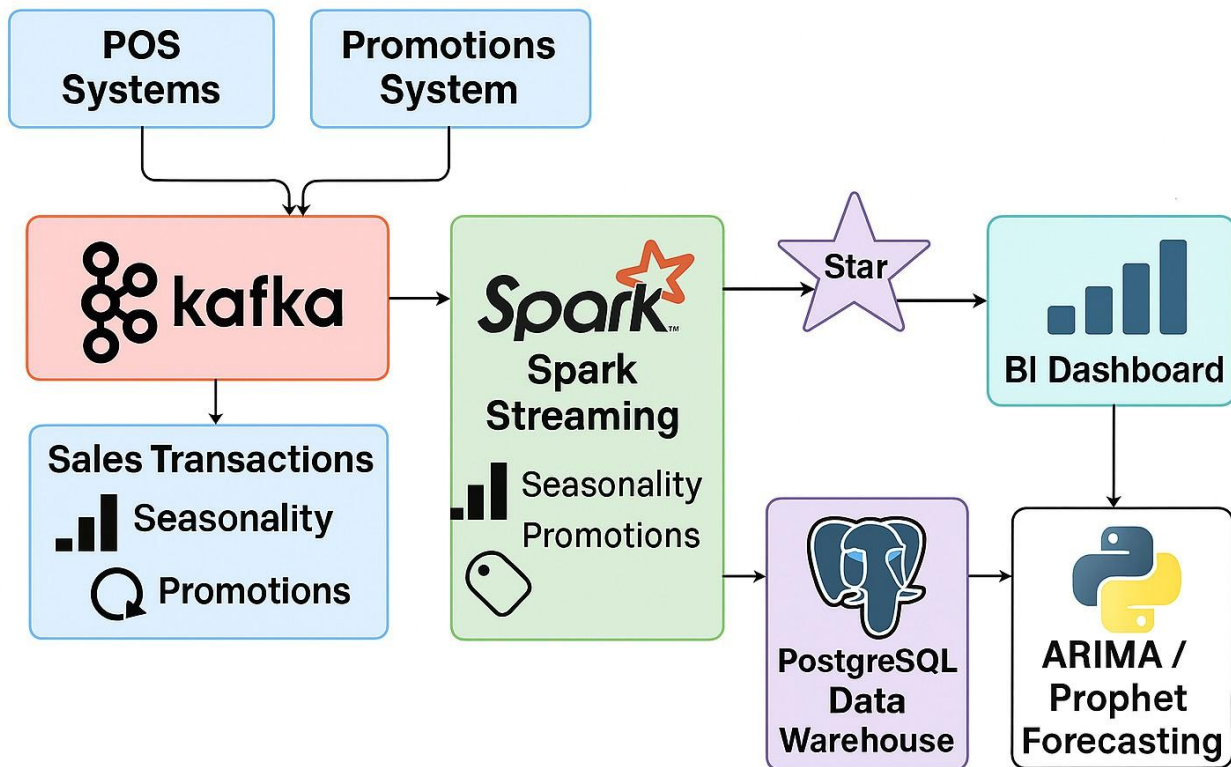 POS
Systems
Promotions
System
kafka
Sales Transactions
Seasonality
Promotions
Spark™
Spark
Streaming
Seasonality
Promotions
Star
BI Dashboard
PostgreSQL
Data
Warehouse
ARIMA /
Prophet
Forecasting